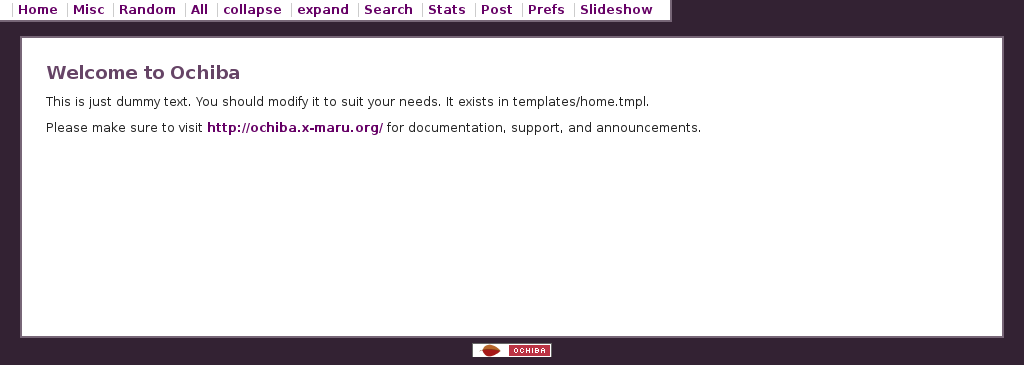 Home Misc Random All collapse expand Search Stats Post Prefs Slideshow
Welcome to Ochiba
This is just dummy text. You should modify it to suit your needs. It exists in templates/home.tmpl.
Please make sure to visit http://ochiba.x-maru.org/ for documentation, support, and announcements.
OCHIBA